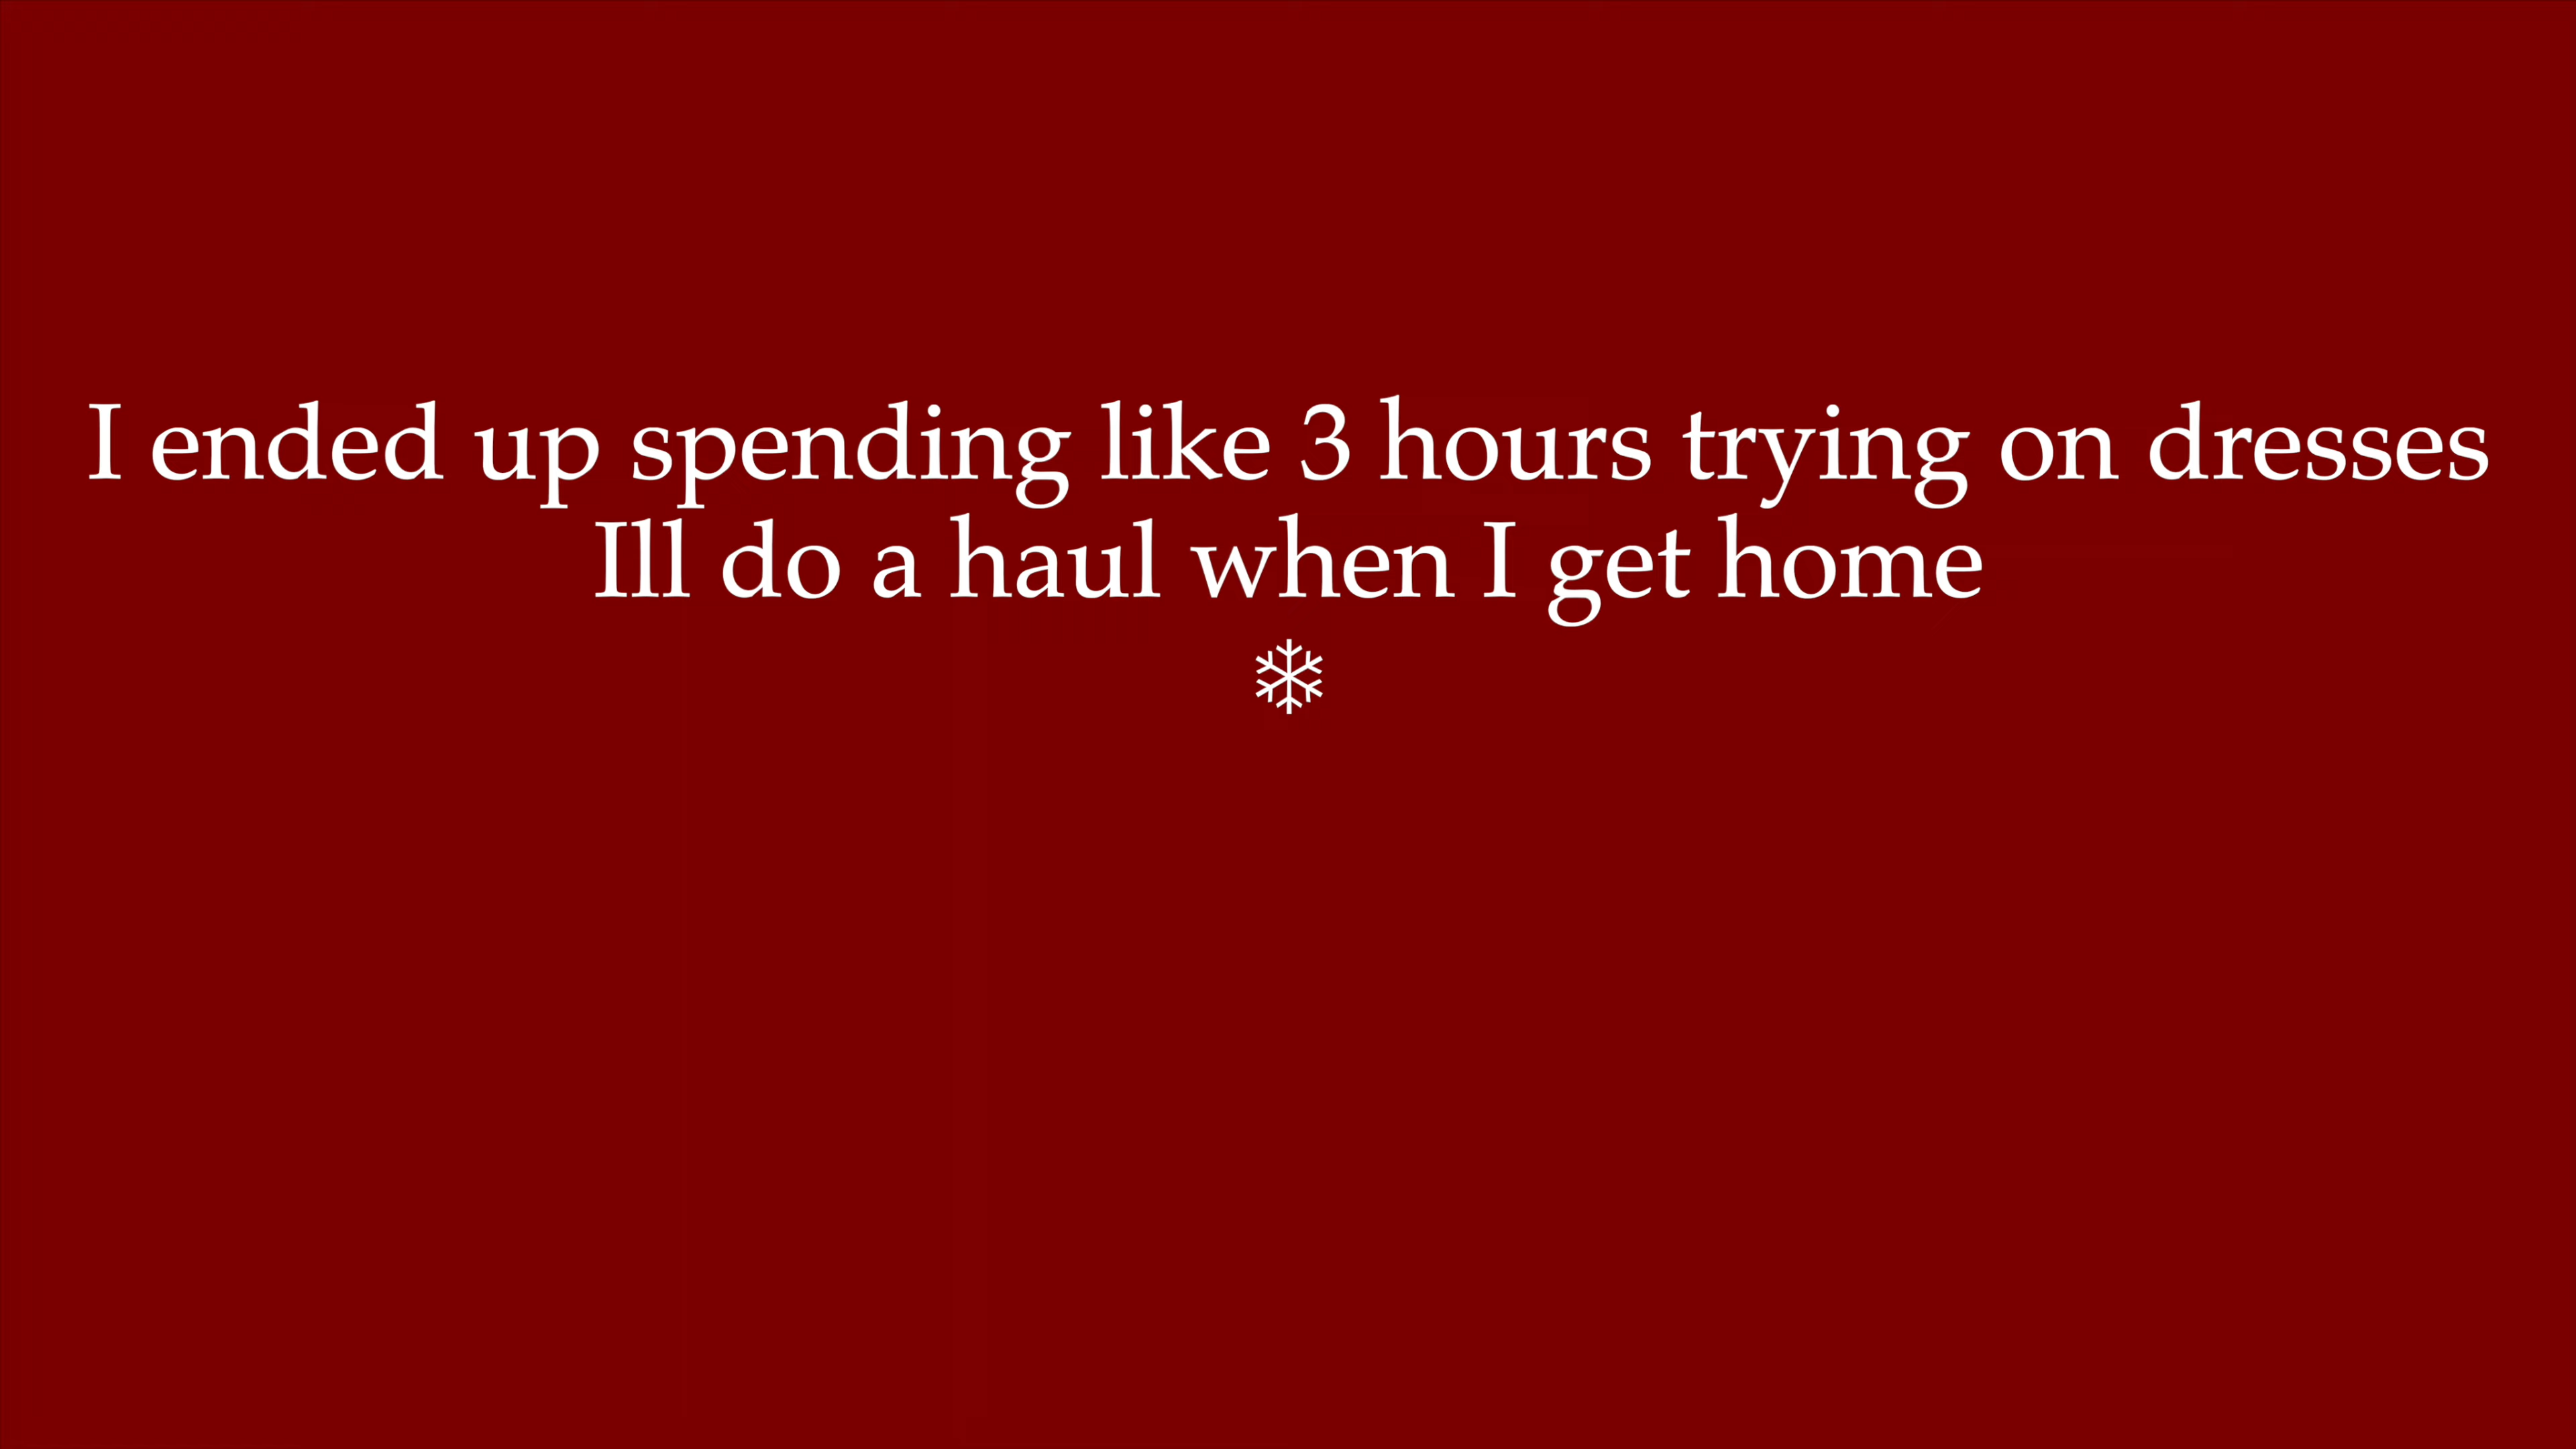 I ended up spending like 3 hours trying on dresses
Ill do a haul when I get home
❄